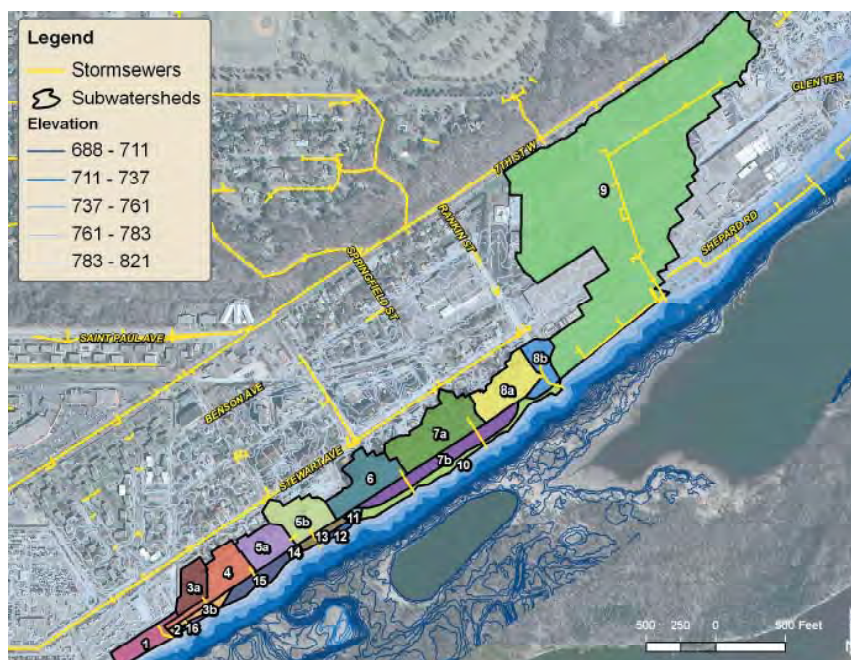 Legend
Stormsewers
Subwatersheds
Elevation
688 - 711
711 - 737
737 - 761
761 - 783
783 - 821
GLEN TER
7TH ST W
9
RANKIN ST
SHEPARD RD
SPRINGFIELD ST
SAINT PAUL AVE
8b
BENSON AVE
8a
7a
7b
10
STEWART AVE
6
11
5b
13
12
5a
14
4
15
3a
3b
2
16
1
500 250 0 500 Feet
N